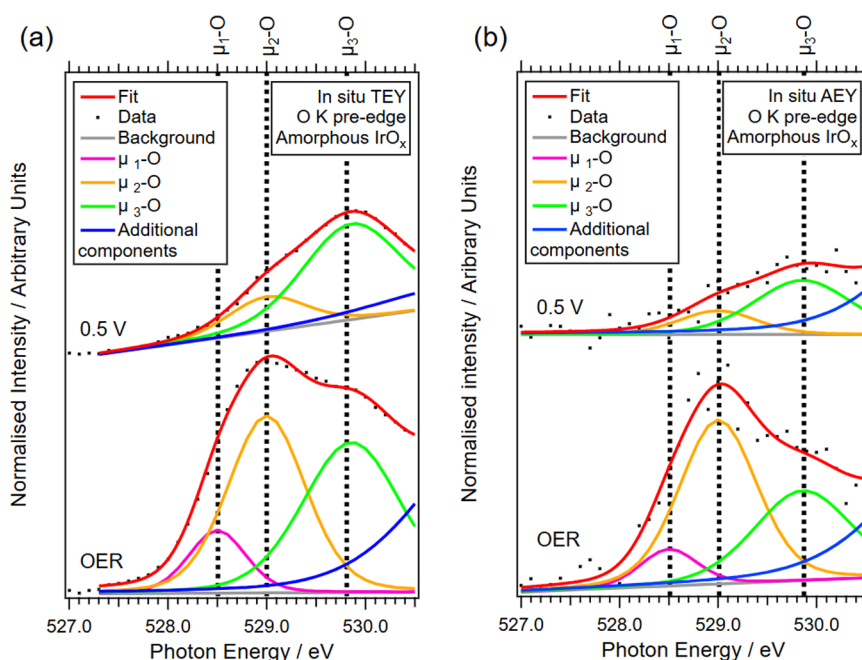 (a)
μ1-O
μ2-O
μ3-O
Fit
Data
Background
μ 1-O
μ 2-O
μ 3-O
Additional
components
In situ TEY
O K pre-edge
Amorphous IrOx
0.5 V
OER
Normalised intensity / Arbitrary Units
527.0
528.0
529.0
530.0
Photon Energy / eV
(b)
μ1-O
μ2-O
μ3-O
Fit
Data
Background
μ 1-O
μ 2-O
μ 3-O
Additional
components
In situ AEY
O K pre-edge
Amorphous IrOx
0.5 V
OER
Normalised intensity / Aribrary Units
527.0
528.0
529.0
530.0
Photon Energy / eV